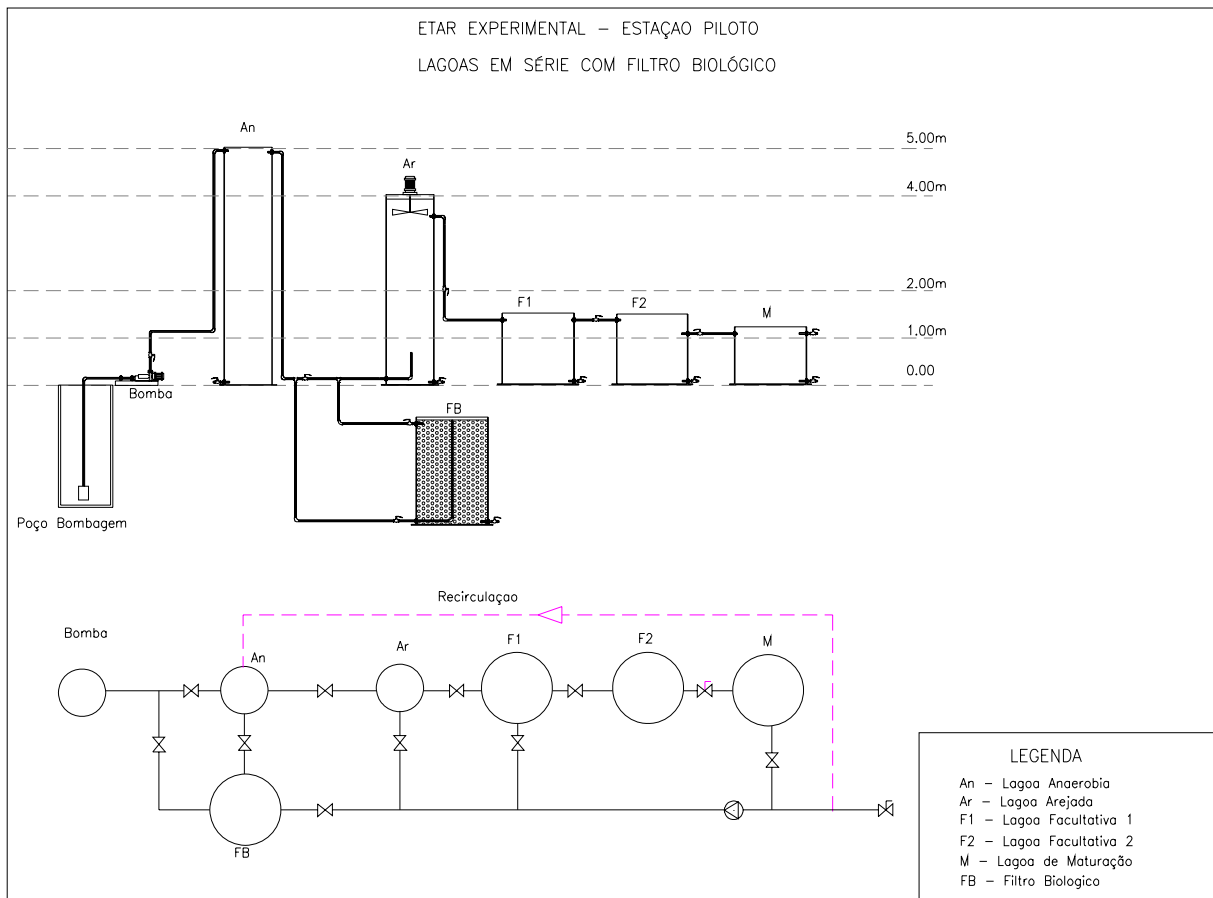 ETAR EXPERIMENTAL – ESTAÇAO PILOTO
LAGOAS EM SÉRIE COM FILTRO BIOLÓGICO
An
5.00m
Ar
4.00m
2.00m
F1
F2
M
1.00m
0.00
Bomba
FB
Poço Bombagem
Recirculaçao
Bomba
An
Ar
F1
F2
M
FB
LEGENDA
An – Lagoa Anaerobia
Ar – Lagoa Arejada
F1 – Lagoa Facultativa 1
F2 – Lagoa Facultativa 2
M – Lagoa de Maturação
FB – Filtro Biologico